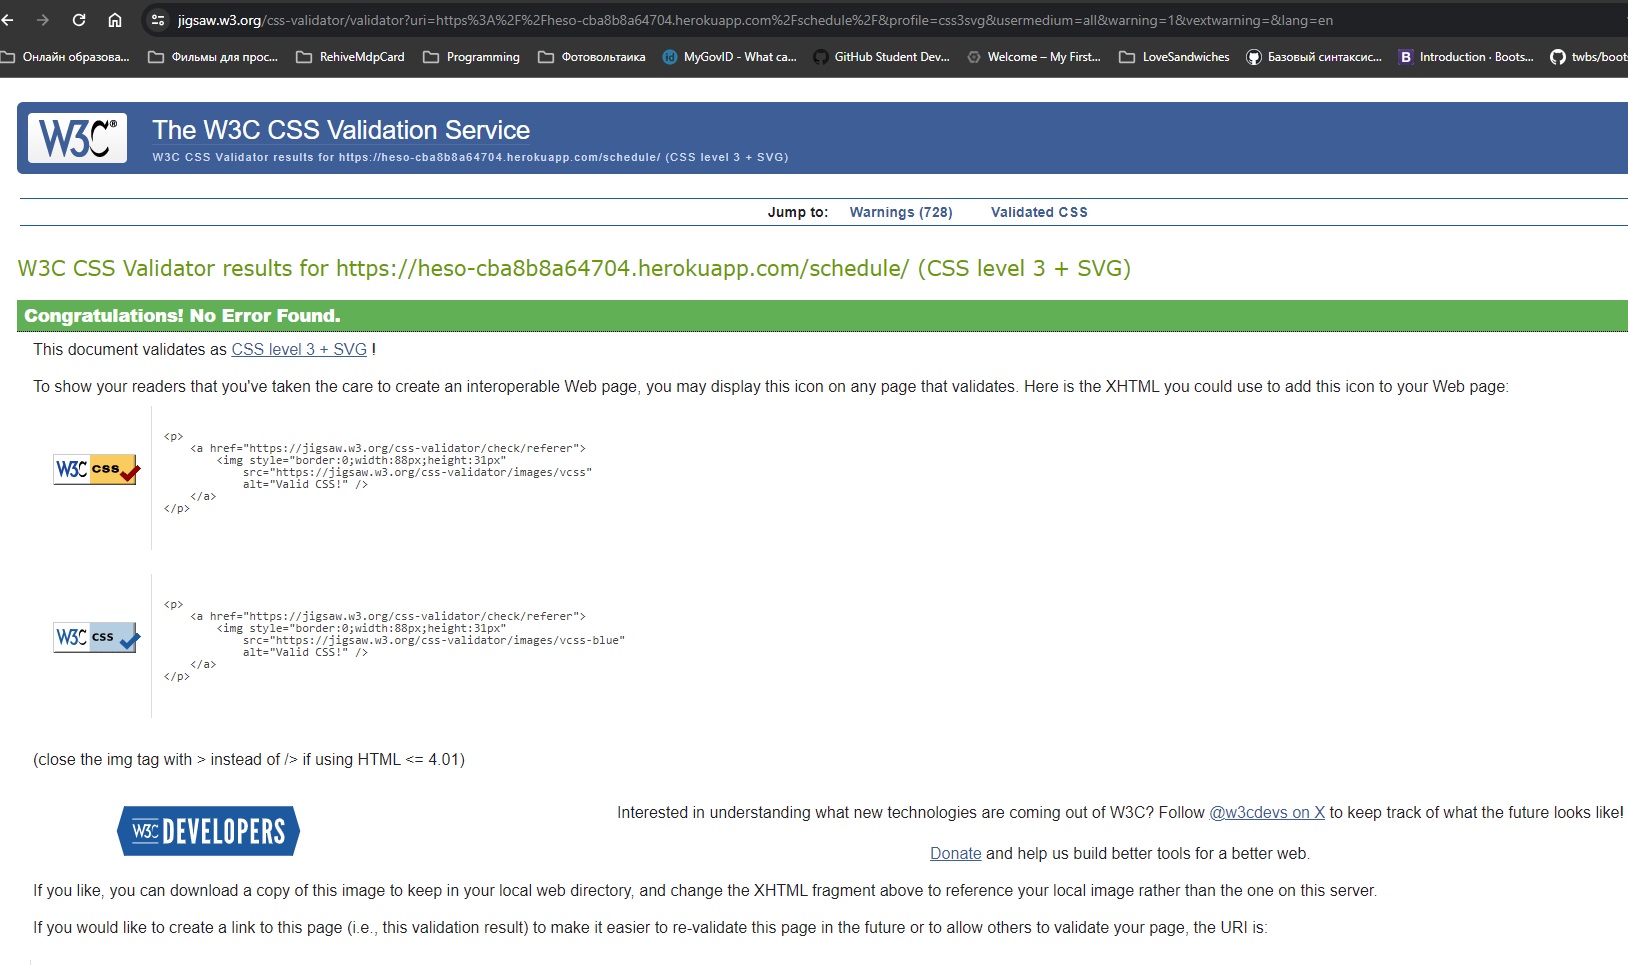 jigsaw.w3.org/css-validator/validator?uri=https%3A%2F%2Fheso-cba8b8a64704.herokuapp.com%2Fschedule%2F&profile=css3svg&usermedium=all&warning=1&vextwarning=&lang=en
Онлайн образова... Фильмы для прос... RehiveMdpCard Programming Фотовольтаика MyGovID - What ca... GitHub Student Dev... Welcome – My First... LoveSandwiches Базовый синтаксис... Introduction · Boots... twbs/boots
W3C® The W3C CSS Validation Service
W3C CSS Validator results for https://heso-cba8b8a64704.herokuapp.com/schedule/ (CSS level 3 + SVG)
Jump to: Warnings (728) Validated CSS
W3C CSS Validator results for https://heso-cba8b8a64704.herokuapp.com/schedule/ (CSS level 3 + SVG)
Congratulations! No Error Found.
This document validates as CSS level 3 + SVG !
To show your readers that you've taken the care to create an interoperable Web page, you may display this icon on any page that validates. Here is the XHTML you could use to add this icon to your Web page:
W3C css
<p>
<a href="https://jigsaw.w3.org/css-validator/check/referer">
<img style="border:0;width:88px;height:31px"
src="https://jigsaw.w3.org/css-validator/images/vcss"
alt="Valid CSS!" />
</a>
</p>
W3C css
<p>
<a href="https://jigsaw.w3.org/css-validator/check/referer">
<img style="border:0;width:88px;height:31px"
src="https://jigsaw.w3.org/css-validator/images/vcss-blue"
alt="Valid CSS!" />
</a>
</p>
(close the img tag with > instead of /> if using HTML <= 4.01)
W3C DEVELOPERS
Interested in understanding what new technologies are coming out of W3C? Follow @w3cdevs on X to keep track of what the future looks like!
Donate and help us build better tools for a better web.
If you like, you can download a copy of this image to keep in your local web directory, and change the XHTML fragment above to reference your local image rather than the one on this server.
If you would like to create a link to this page (i.e., this validation result) to make it easier to re-validate this page in the future or to allow others to validate your page, the URI is: